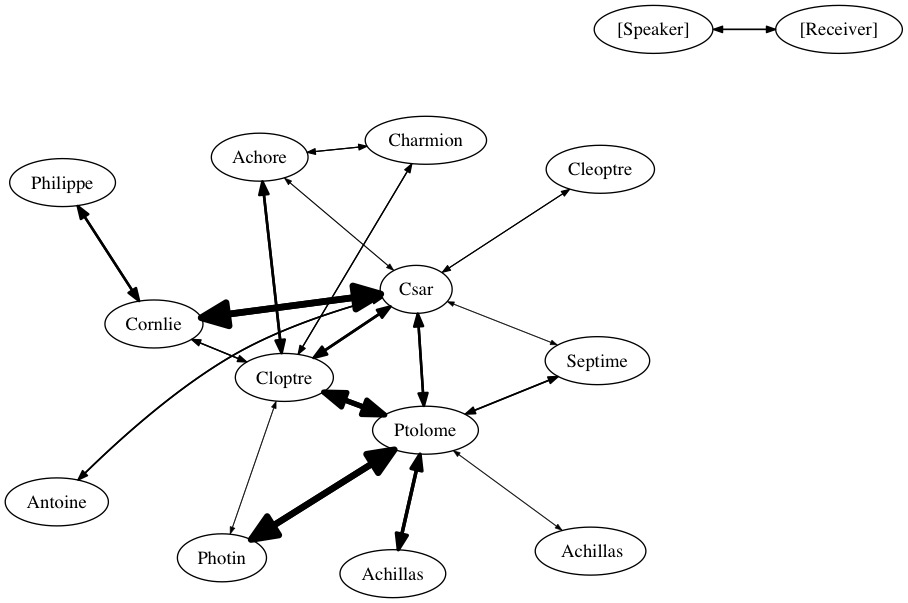 [Speaker]
[Receiver]
Charmion
Achore
Cleoptre
Philippe
Csar
Cornlie
Septime
Cloptre
Ptolome
Antoine
Photin
Achillas
Achillas